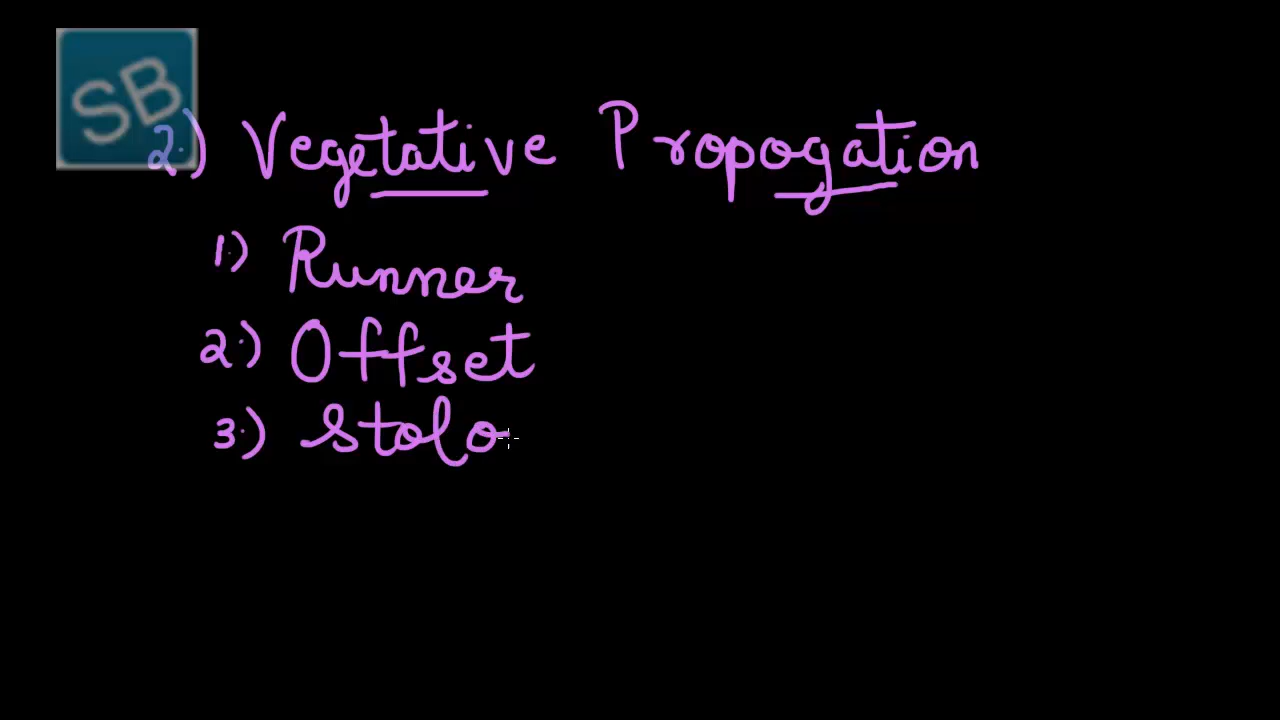 SB
2.) Vegetative Propogation
1.) Runner
2.) Offset
3.) Stolo